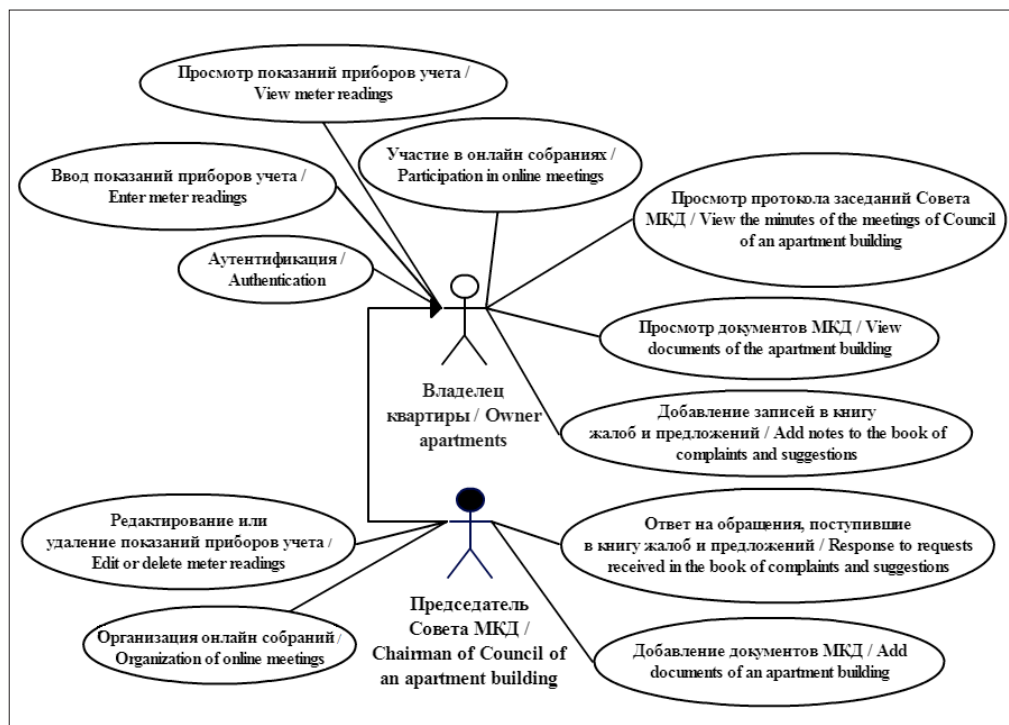 Просмотр показаний приборов учета /
View meter readings
Участие в онлайн собраниях /
Participation in online meetings
Ввод показаний приборов учета /
Enter meter readings
Просмотр протокола заседаний Совета
МКД / View the minutes of the meetings of Council
of an apartment building
Аутентификация /
Authentication
Просмотр документов МКД / View
documents of the apartment building
Владелец
квартиры / Owner
apartments
Добавление записей в книгу
жалоб и предложений / Add notes to the book of
complaints and suggestions
Редактирование или
удаление показаний приборов учета /
Edit or delete meter readings
Ответ на обращения, поступившие
в книгу жалоб и предложений / Response to requests
received in the book of complaints and suggestions
Председатель
Совета МКД /
Chairman of Council of
an apartment building
Организация онлайн собраний /
Organization of online meetings
Добавление документов МКД / Add
documents of an apartment building